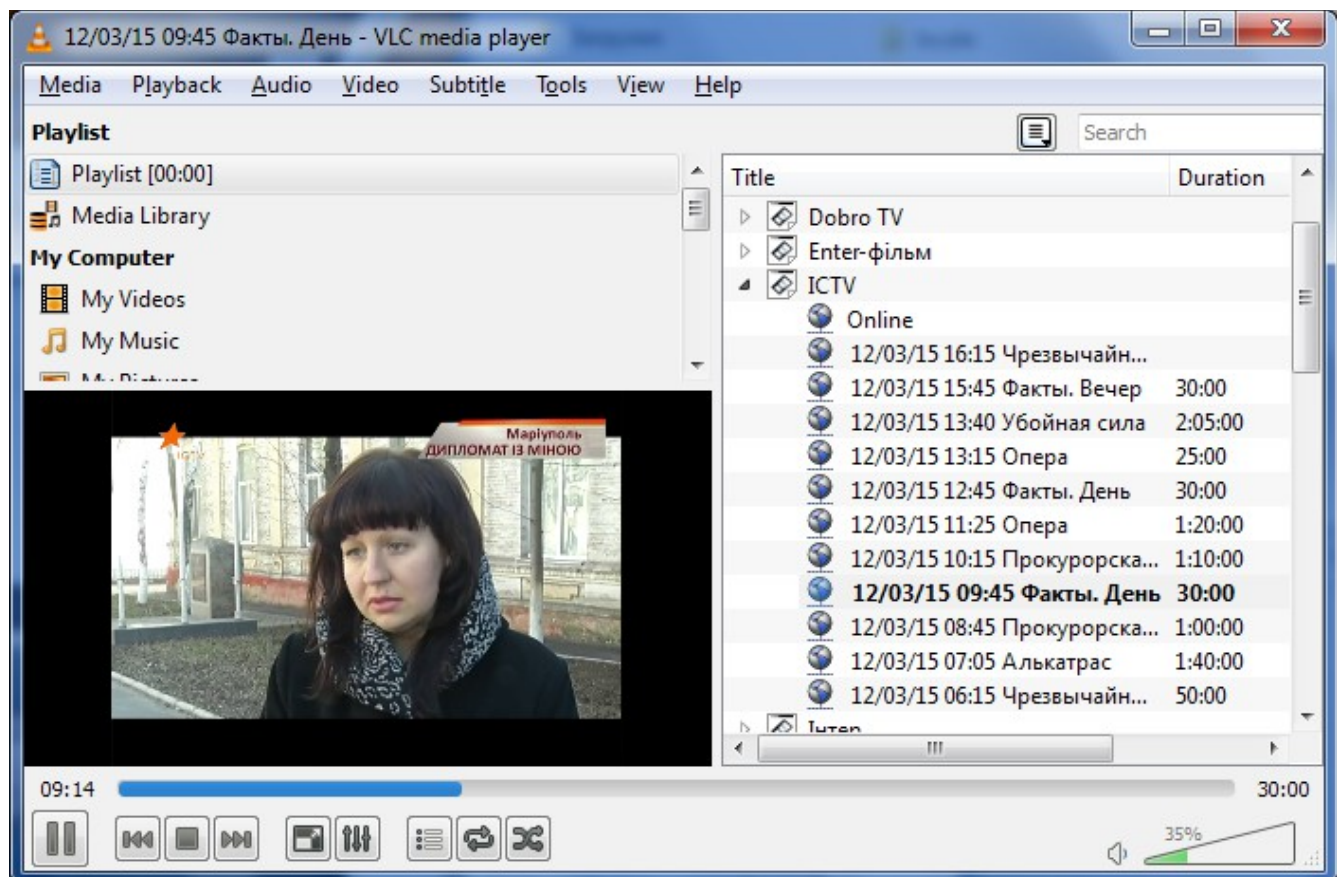 12/03/15 09:45 Факты. День - VLC media player
Media Playback Audio Video Subtitle Tools View Help
Playlist
Search
Playlist [00:00]
Media Library
My Computer
My Videos
My Music
My Pictures
Title Duration
Dobro TV
Enter-фільм
ICTV
Online
12/03/15 16:15 Чрезвычайн...
12/03/15 15:45 Факты. Вечер 30:00
12/03/15 13:40 Убойная сила 2:05:00
12/03/15 13:15 Опера 25:00
12/03/15 12:45 Факты. День 30:00
12/03/15 11:25 Опера 1:20:00
12/03/15 10:15 Прокурорска... 1:10:00
12/03/15 09:45 Факты. День 30:00
12/03/15 08:45 Прокурорска... 1:00:00
12/03/15 07:05 Алькатрас 1:40:00
12/03/15 06:15 Чрезвычайн... 50:00
Інтер
ICTV
Маріуполь
ДИПЛОМАТ ІЗ МІНОЮ
09:14 30:00
35%